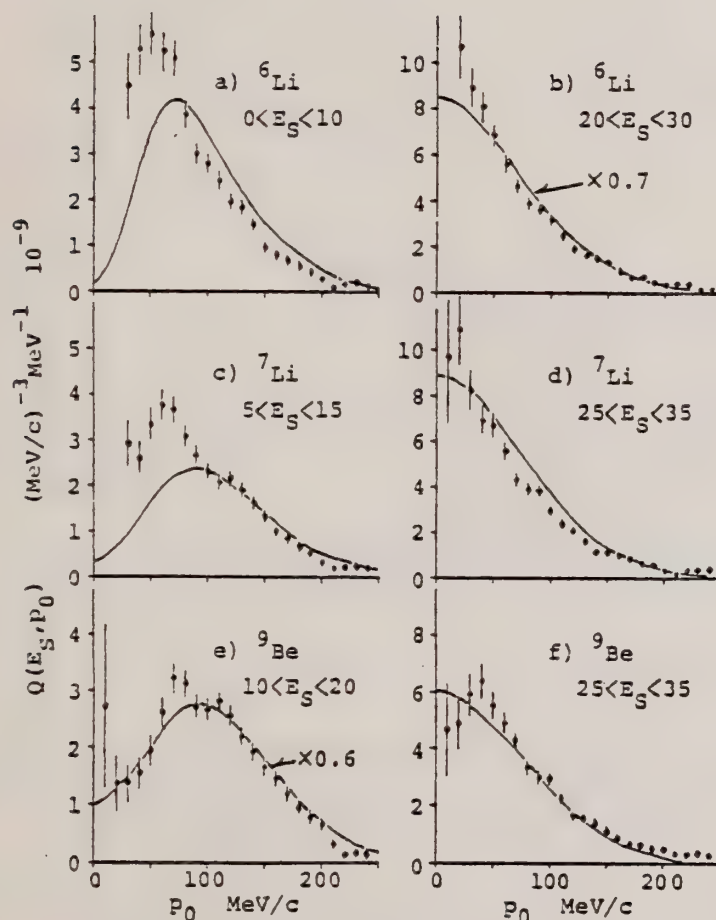 Q(E_S,p_0) (MeV/c)^{-3}MeV^{-1} 10^{-9}
a) ^6Li
0<E_S<10
5
4
3
2
1
0
b) ^6Li
20<E_S<30
×0.7
10
8
6
4
2
0
c) ^7Li
5<E_S<15
5
4
3
2
1
0
d) ^7Li
25<E_S<35
10
8
6
4
2
0
e) ^9Be
10<E_S<20
×0.6
4
3
2
1
0
f) ^9Be
25<E_S<35
8
6
4
2
0
0 100 200
p_0 MeV/c
0 100 200
p_0 MeV/c